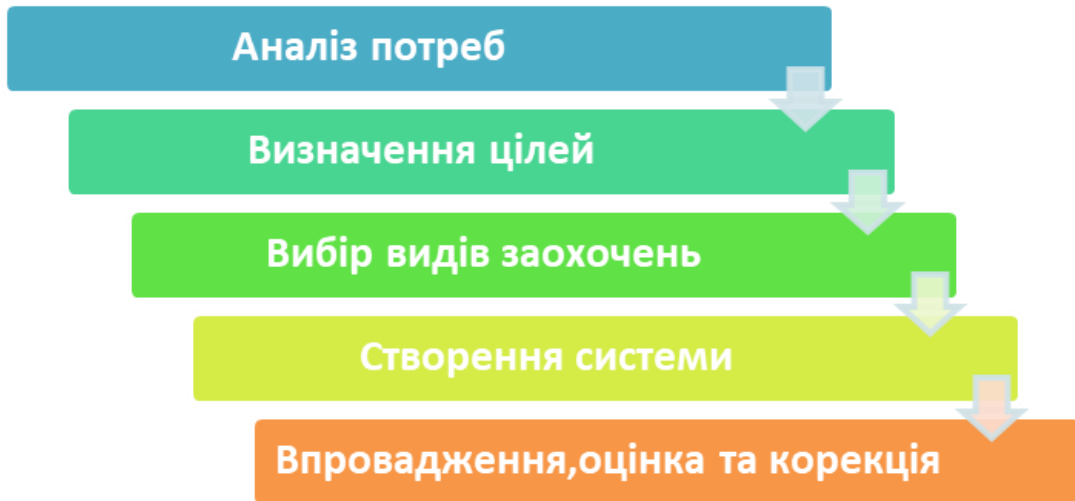 Аналіз потреб
Визначення цілей
Вибір видів заохочень
Створення системи
Впровадження,оцінка та корекція